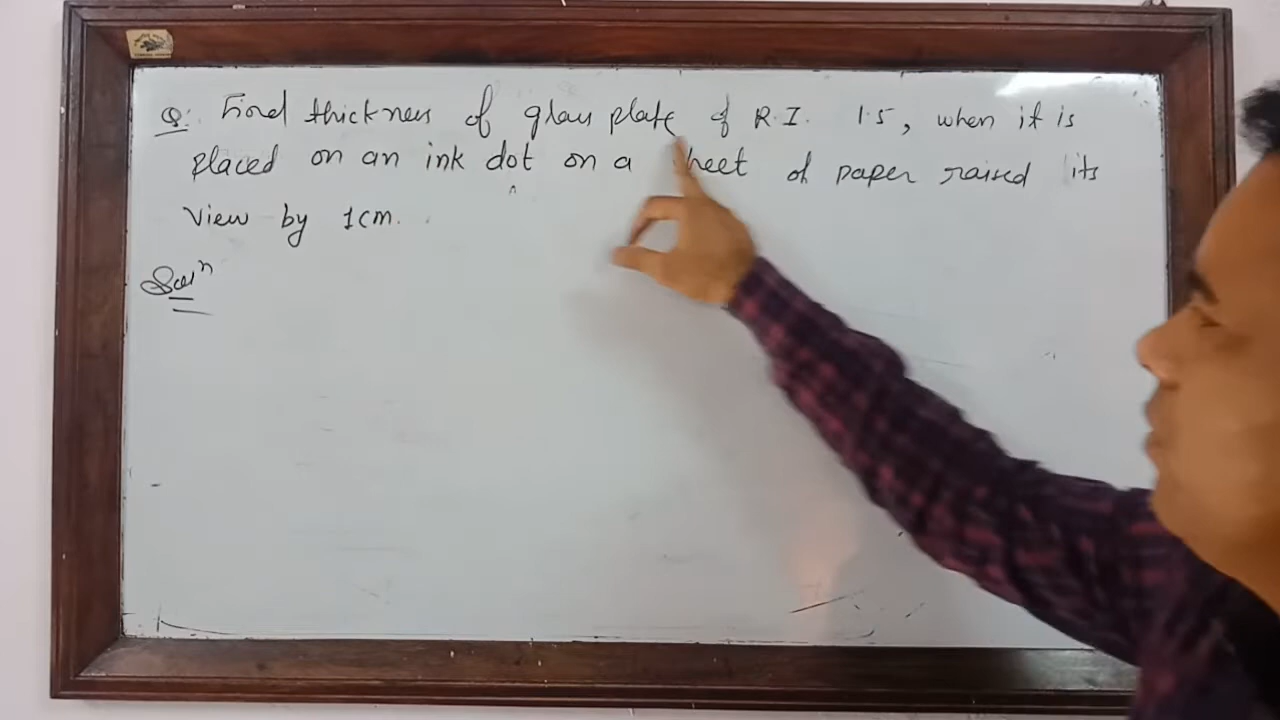 Q: Find thickness of glass plate of R.I. 1.5, when it is
placed on an ink dot on a sheet of paper raised its
view by 1cm.
Solⁿ